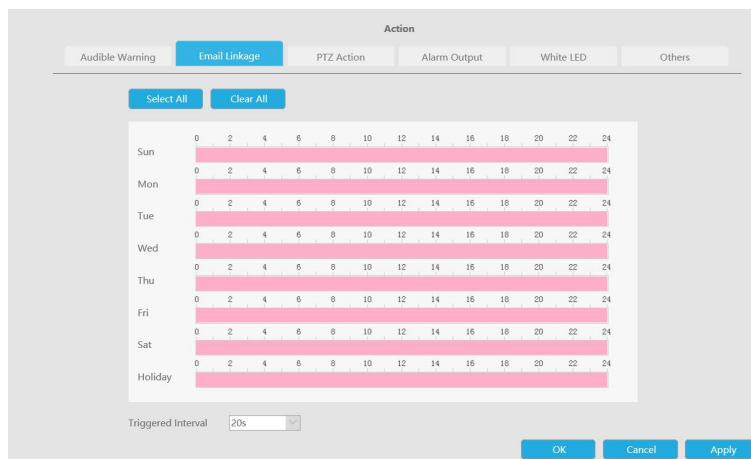 Action
Audible Warning Email Linkage PTZ Action Alarm Output White LED Others
Select All Clear All
0 2 4 6 8 10 12 14 16 18 20 22 24
Sun
0 2 4 6 8 10 12 14 16 18 20 22 24
Mon
0 2 4 6 8 10 12 14 16 18 20 22 24
Tue
0 2 4 6 8 10 12 14 16 18 20 22 24
Wed
0 2 4 6 8 10 12 14 16 18 20 22 24
Thu
0 2 4 6 8 10 12 14 16 18 20 22 24
Fri
0 2 4 6 8 10 12 14 16 18 20 22 24
Sat
0 2 4 6 8 10 12 14 16 18 20 22 24
Holiday
Triggered Interval 20s
OK Cancel Apply